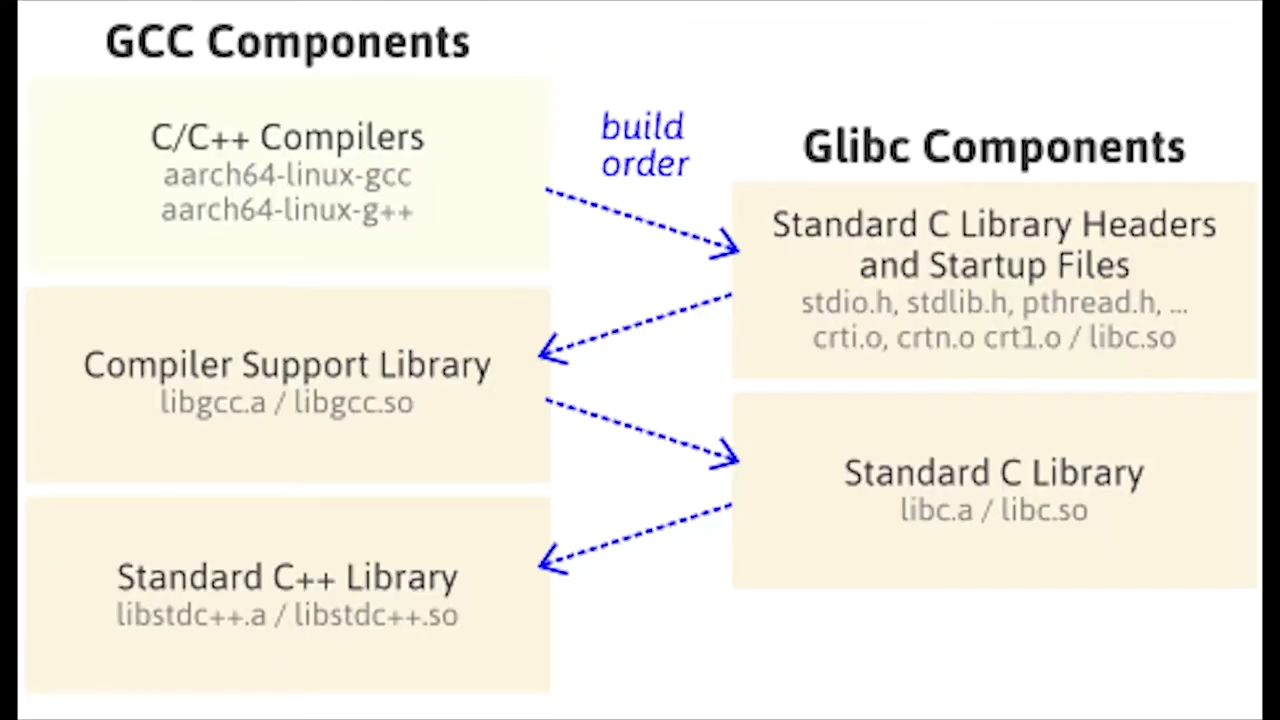 GCC Components
C/C++ Compilers
aarch64-linux-gcc
aarch64-linux-g++
Compiler Support Library
libgcc.a / libgcc.so
Standard C++ Library
libstdc++.a / libstdc++.so
build
order
Glibc Components
Standard C Library Headers
and Startup Files
stdio.h, stdlib.h, pthread.h, ...
crti.o, crtn.o crt1.o / libc.so
Standard C Library
libc.a / libc.so